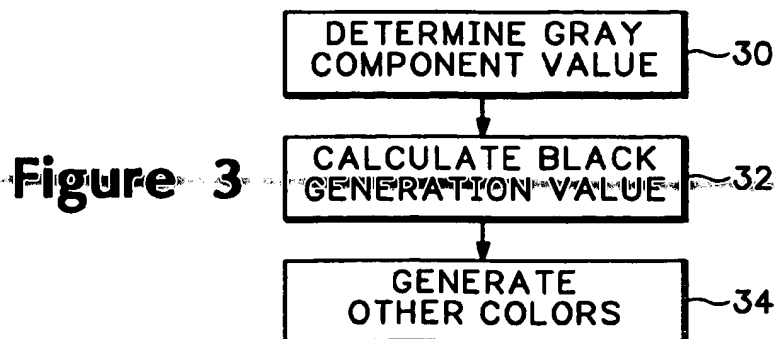 DETERMINE GRAY
COMPONENT VALUE
30
Figure 3
CALCULATE BLACK
GENERATION VALUE
32
GENERATE
OTHER COLORS
34